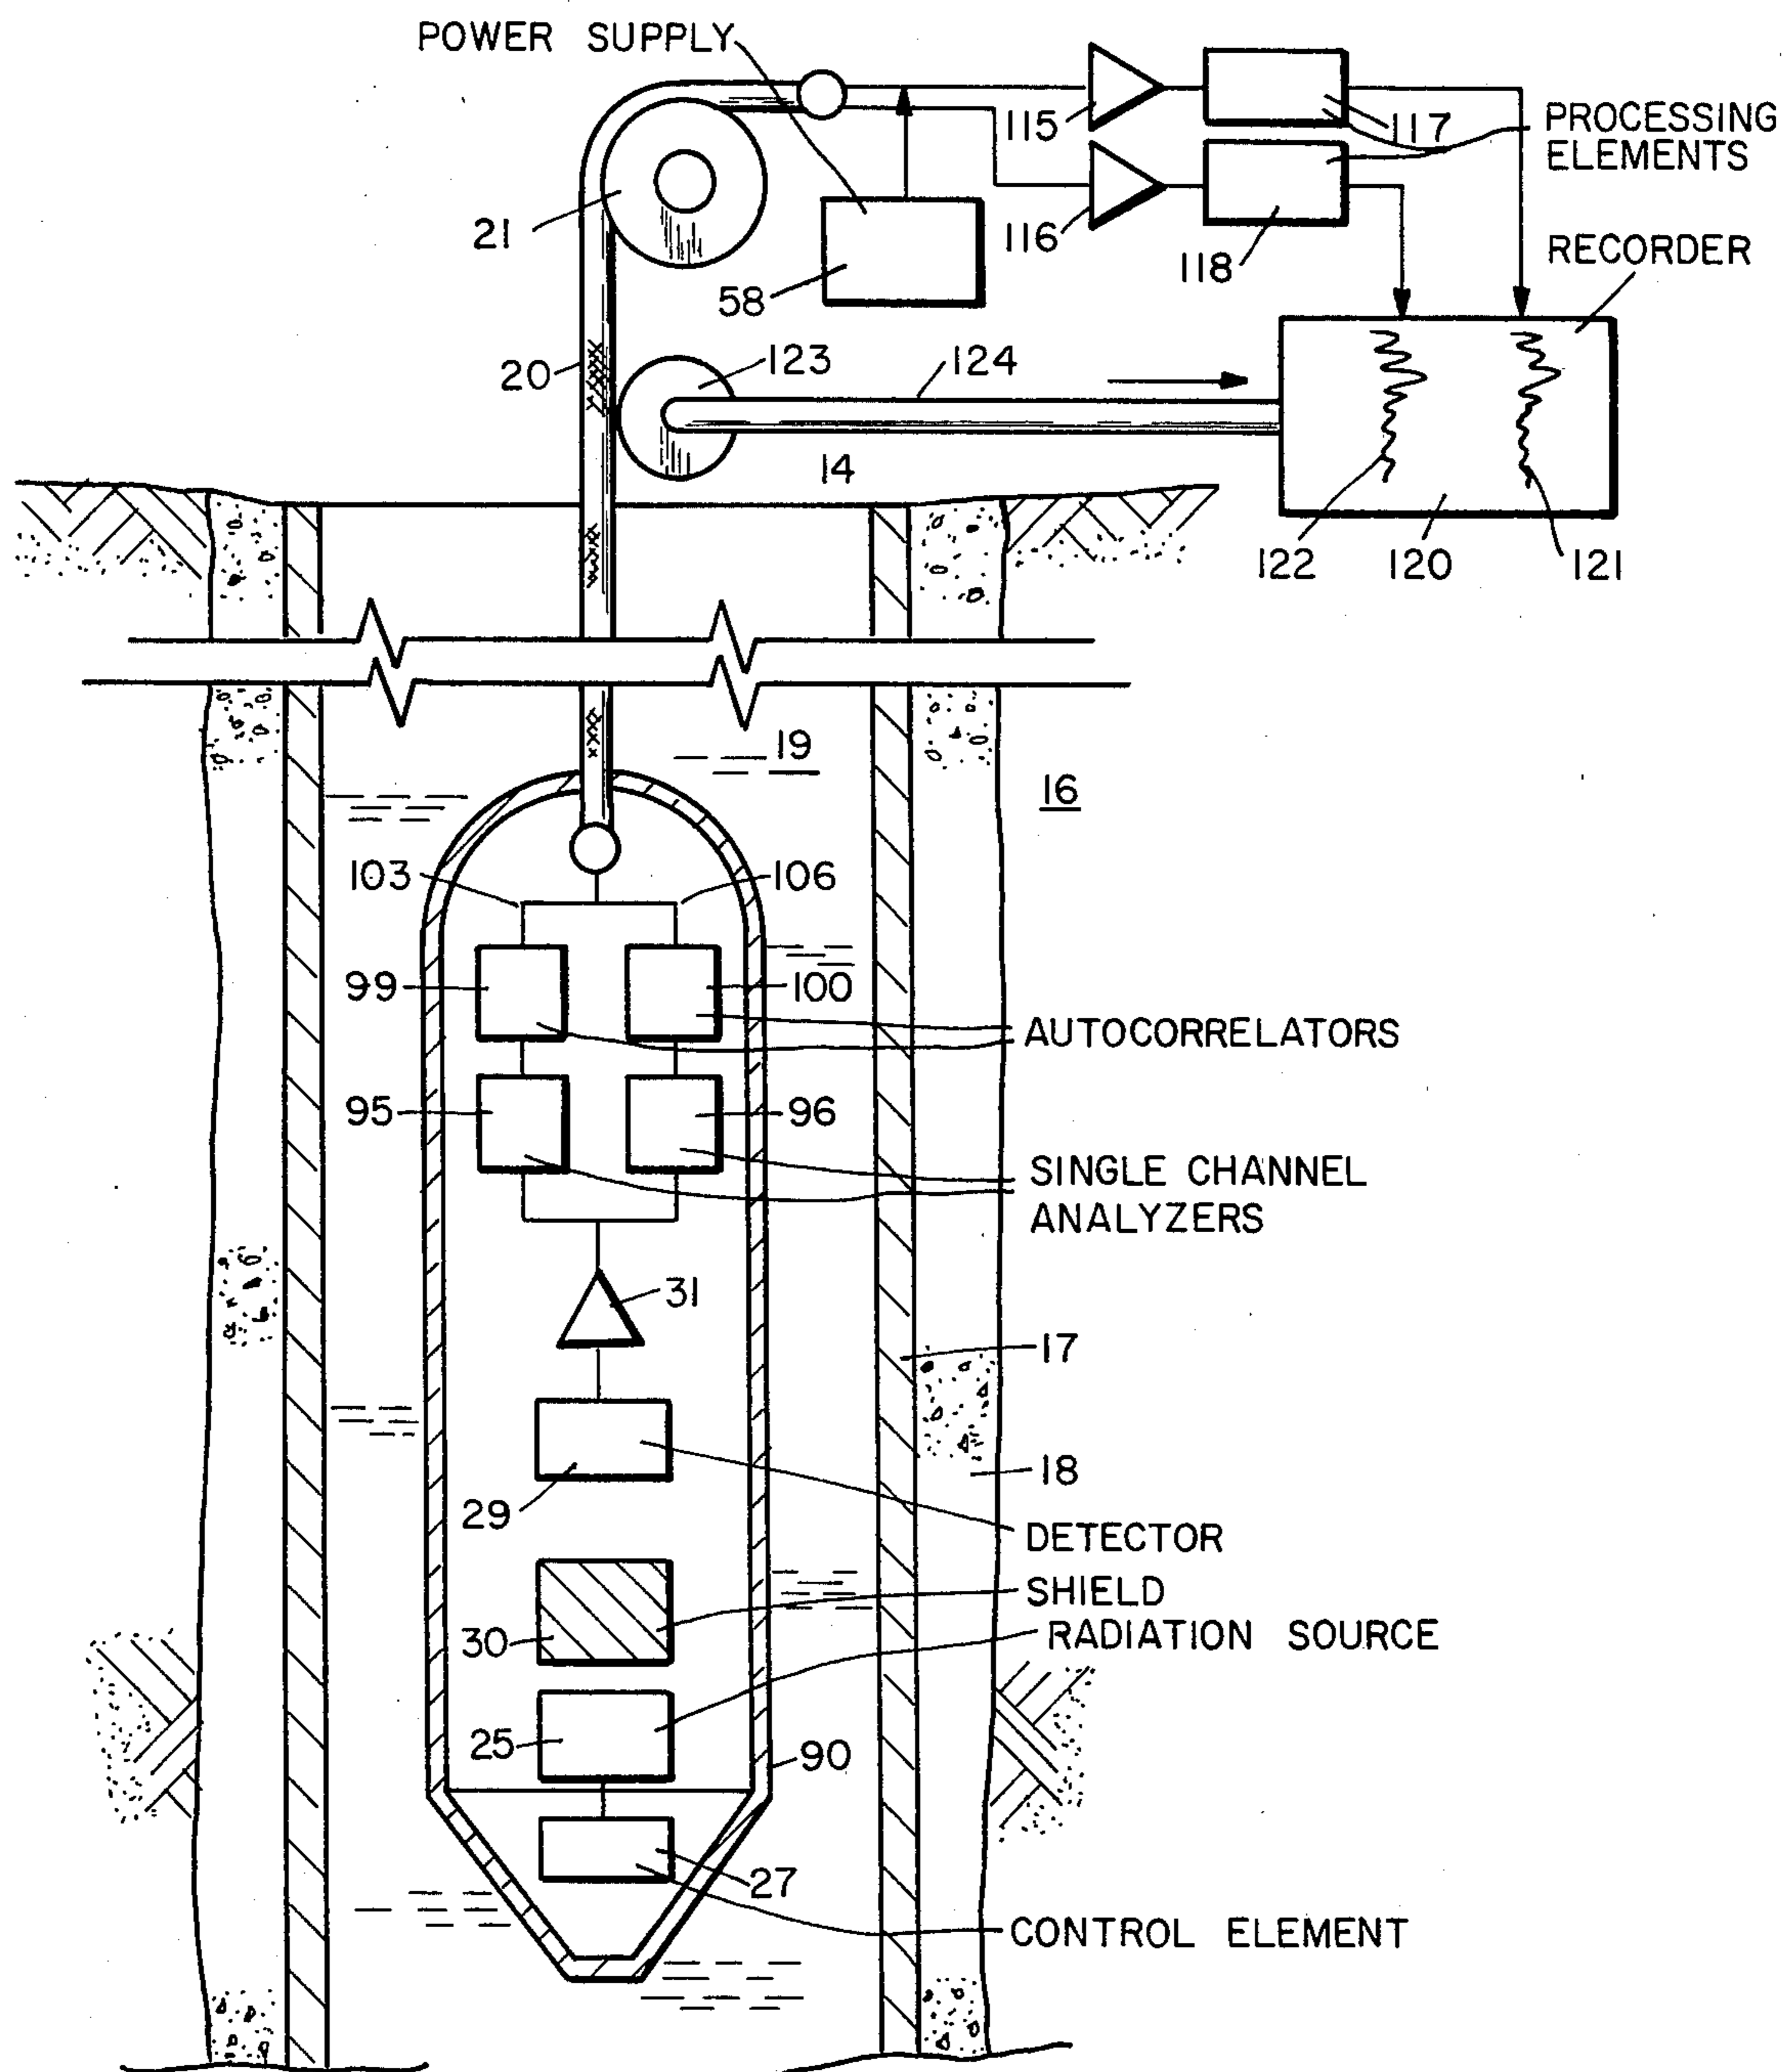 POWER SUPPLY
115
117
PROCESSING
ELEMENTS
21
116
118
RECORDER
58
20
123
124
14
122
120
121
19
16
103
106
99
100
AUTOCORRELATORS
95
96
SINGLE CHANNEL
ANALYZERS
31
17
29
18
DETECTOR
SHIELD
30
RADIATION SOURCE
25
90
27
CONTROL ELEMENT